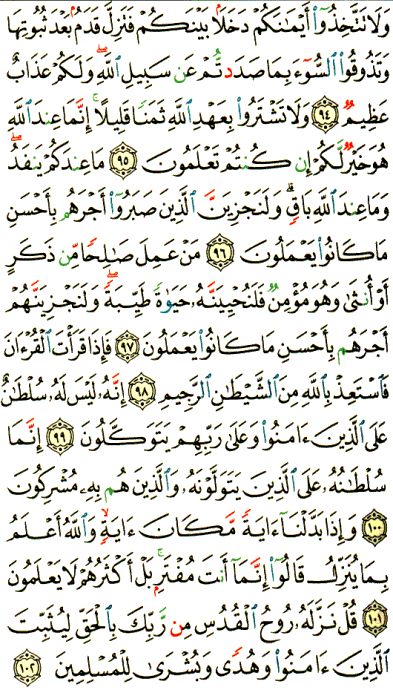 وَلَا تَتَّخِذُوٓا۟ أَيْمَـٰنَكُمْ دَخَلًۢا بَيْنَكُمْ فَتَزِلَّ قَدَمٌۢ بَعْدَ ثُبُوتِهَا
وَتَذُوقُوا۟ ٱلسُّوٓءَ بِمَا صَدَدتُّمْ عَن سَبِيلِ ٱللَّهِ ۖ وَلَكُمْ عَذَابٌ
عَظِيمٌ ٩٤ وَلَا تَشْتَرُوا۟ بِعَهْدِ ٱللَّهِ ثَمَنًا قَلِيلًا ۚ إِنَّمَا عِندَ ٱللَّهِ
هُوَ خَيْرٌ لَّكُمْ إِن كُنتُمْ تَعْلَمُونَ ٩٥ مَا عِندَكُمْ يَنفَدُ ۖ
وَمَا عِندَ ٱللَّهِ بَاقٍ ۗ وَلَنَجْزِيَنَّ ٱلَّذِينَ صَبَرُوٓا۟ أَجْرَهُم بِأَحْسَنِ
مَا كَانُوا۟ يَعْمَلُونَ ٩٦ مَنْ عَمِلَ صَـٰلِحًا مِّن ذَكَرٍ
أَوْ أُنثَىٰ وَهُوَ مُؤْمِنٌ فَلَنُحْيِيَنَّهُۥ حَيَوٰةً طَيِّبَةً ۖ وَلَنَجْزِيَنَّهُمْ
أَجْرَهُم بِأَحْسَنِ مَا كَانُوا۟ يَعْمَلُونَ ٩٧ فَإِذَا قَرَأْتَ ٱلْقُرْءَانَ
فَٱسْتَعِذْ بِٱللَّهِ مِنَ ٱلشَّيْطَـٰنِ ٱلرَّجِيمِ ٩٨ إِنَّهُۥ لَيْسَ لَهُۥ سُلْطَـٰنٌ
عَلَى ٱلَّذِينَ ءَامَنُوا۟ وَعَلَىٰ رَبِّهِمْ يَتَوَكَّلُونَ ٩٩ إِنَّمَا
سُلْطَـٰنُهُۥ عَلَى ٱلَّذِينَ يَتَوَلَّوْنَهُۥ وَٱلَّذِينَ هُم بِهِۦ مُشْرِكُونَ
١٠٠ وَإِذَا بَدَّلْنَآ ءَايَةً مَّكَانَ ءَايَةٍ ۙ وَٱللَّهُ أَعْلَمُ
بِمَا يُنَزِّلُ قَالُوٓا۟ إِنَّمَآ أَنتَ مُفْتَرٍۭ ۚ بَلْ أَكْثَرُهُمْ لَا يَعْلَمُونَ
١٠١ قُلْ نَزَّلَهُۥ رُوحُ ٱلْقُدُسِ مِن رَّبِّكَ بِٱلْحَقِّ لِيُثَبِّتَ
ٱلَّذِينَ ءَامَنُوا۟ وَهُدًى وَبُشْرَىٰ لِلْمُسْلِمِينَ ١٠٢